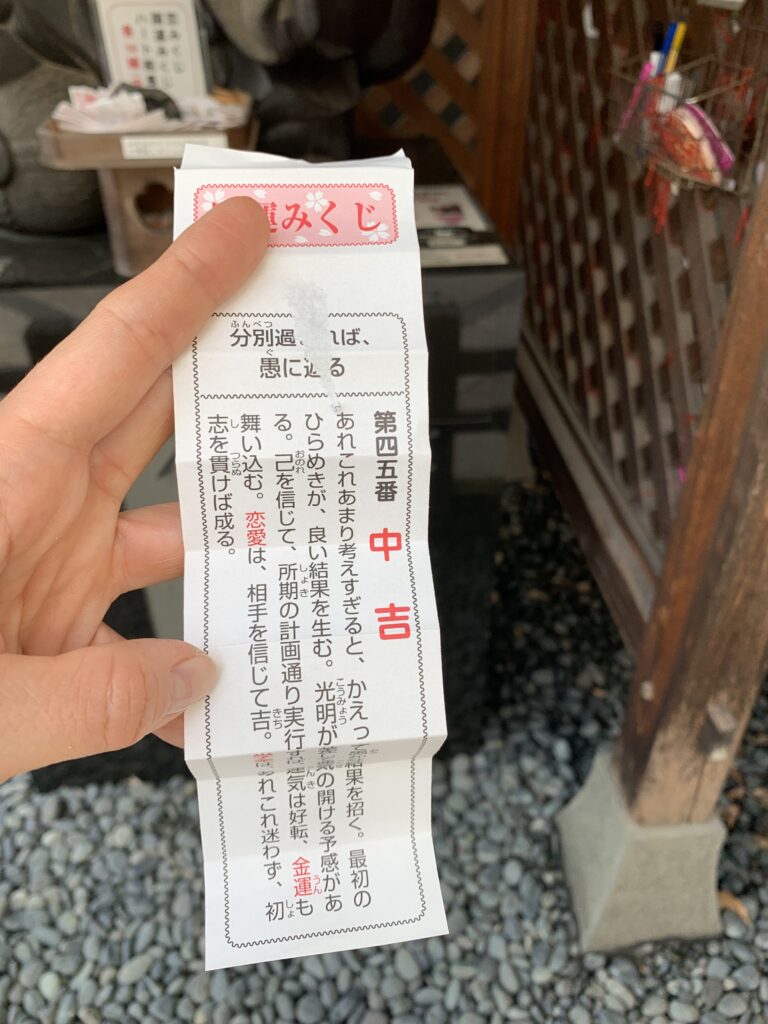 運みくじ
分別過れば、
愚に返る
第四五番 中吉
あれこれあまり考えすぎると、かえっ結果を招く。最初の
ひらめきが、良い結果を生む。光明がの開ける予感があ
る。己を信じて、所期の計画通り実行運気は好転、金運も
舞い込む。恋愛は、相手を信じて吉。あれこれ迷わず、初
志を貫けば成る。